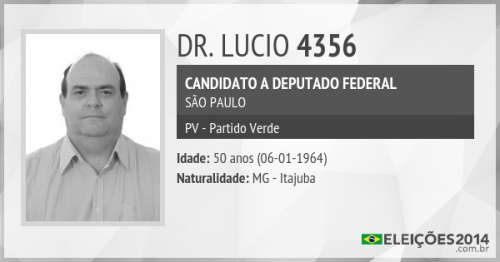 DR. LUCIO 4356
CANDIDATO A DEPUTADO FEDERAL
SÃO PAULO
PV - Partido Verde
Idade: 50 anos (06-01-1964)
Naturalidade: MG - Itajuba
ELEIÇÕES2014
.com.br